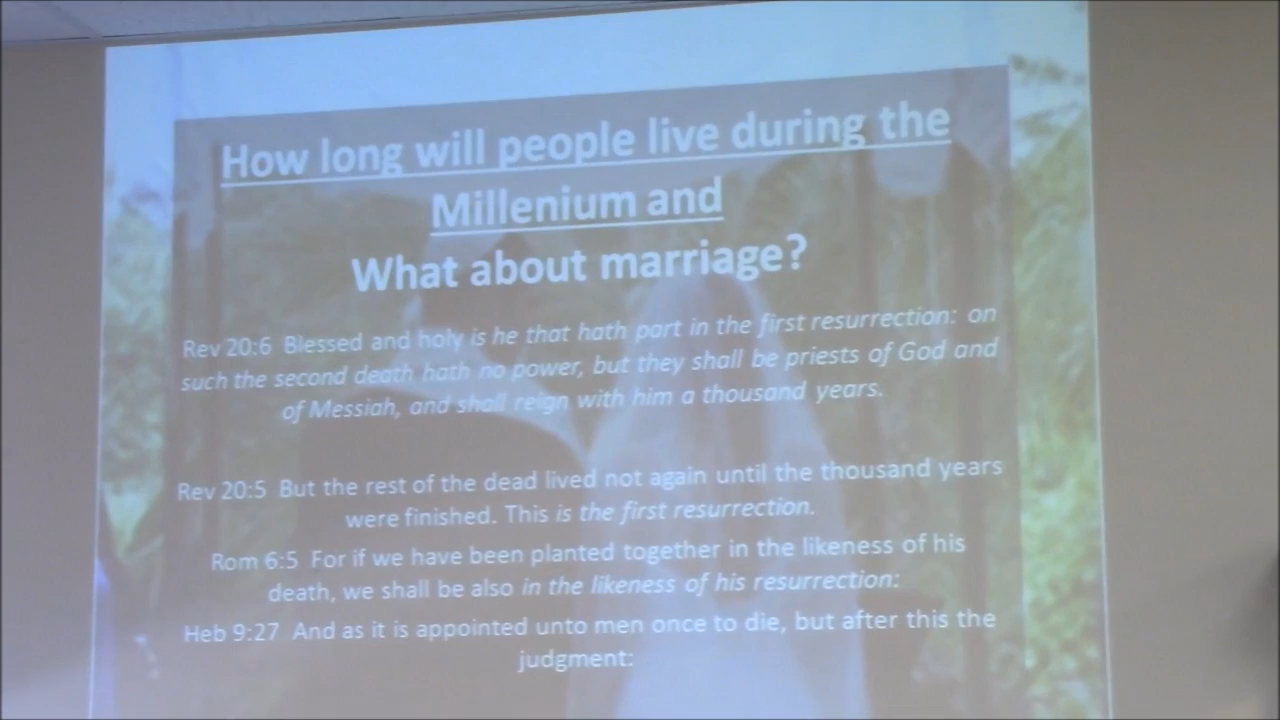 How long will people live during the
Millenium and
What about marriage?
Rev 20:6 Blessed and holy is he that hath part in the first resurrection: on
such the second death hath no power, but they shall be priests of God and
of Messiah, and shall reign with him a thousand years.
Rev 20:5 But the rest of the dead lived not again until the thousand years
were finished. This is the first resurrection.
Rom 6:5 For if we have been planted together in the likeness of his
death, we shall be also in the likeness of his resurrection:
Heb 9:27 And as it is appointed unto men once to die, but after this the
judgment: